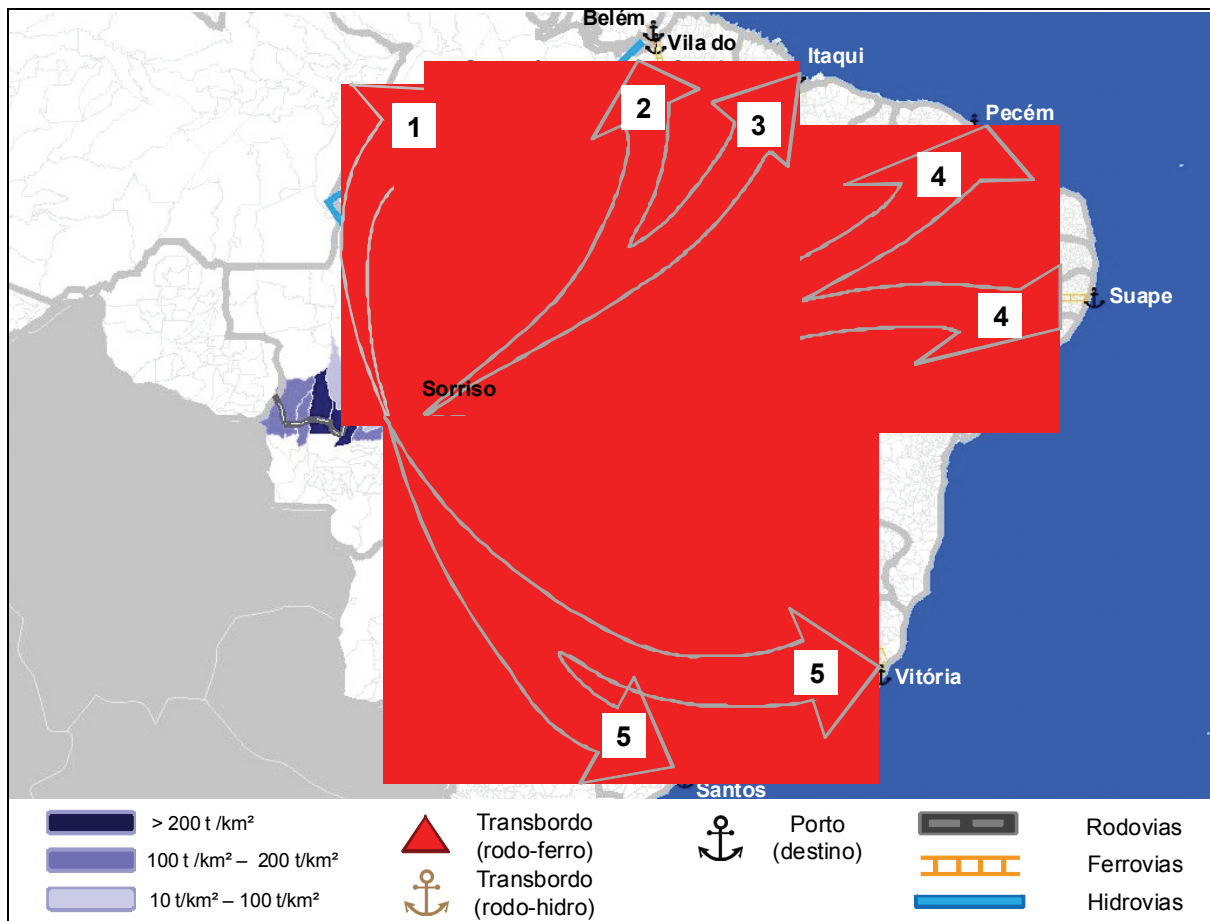 Belém
Vila do
Itaqui
Pecém
1
2
3
4
Suape
4
Sorriso
5
Vitória
5
Santos
> 200 t /km²
100 t /km² – 200 t/km²
10 t/km² – 100 t/km²
Transbordo
(rodo-ferro)
Transbordo
(rodo-hidro)
Porto
(destino)
Rodovias
Ferrovias
Hidrovias